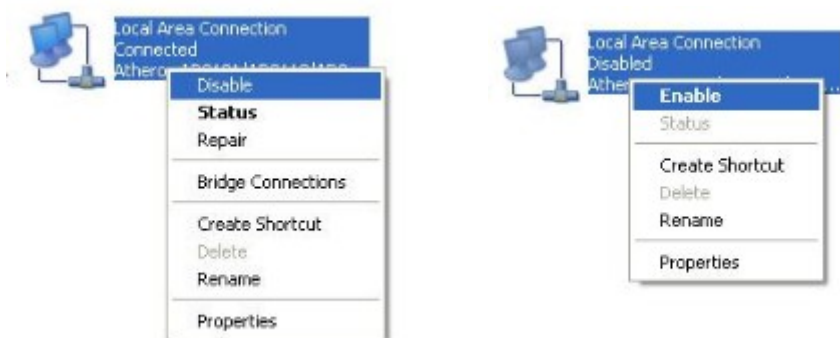 Local Area Connection
Connected
Disable
Status
Repair
Bridge Connections
Create Shortcut
Delete
Rename
Properties
Local Area Connection
Disabled
Enable
Status
Create Shortcut
Delete
Rename
Properties